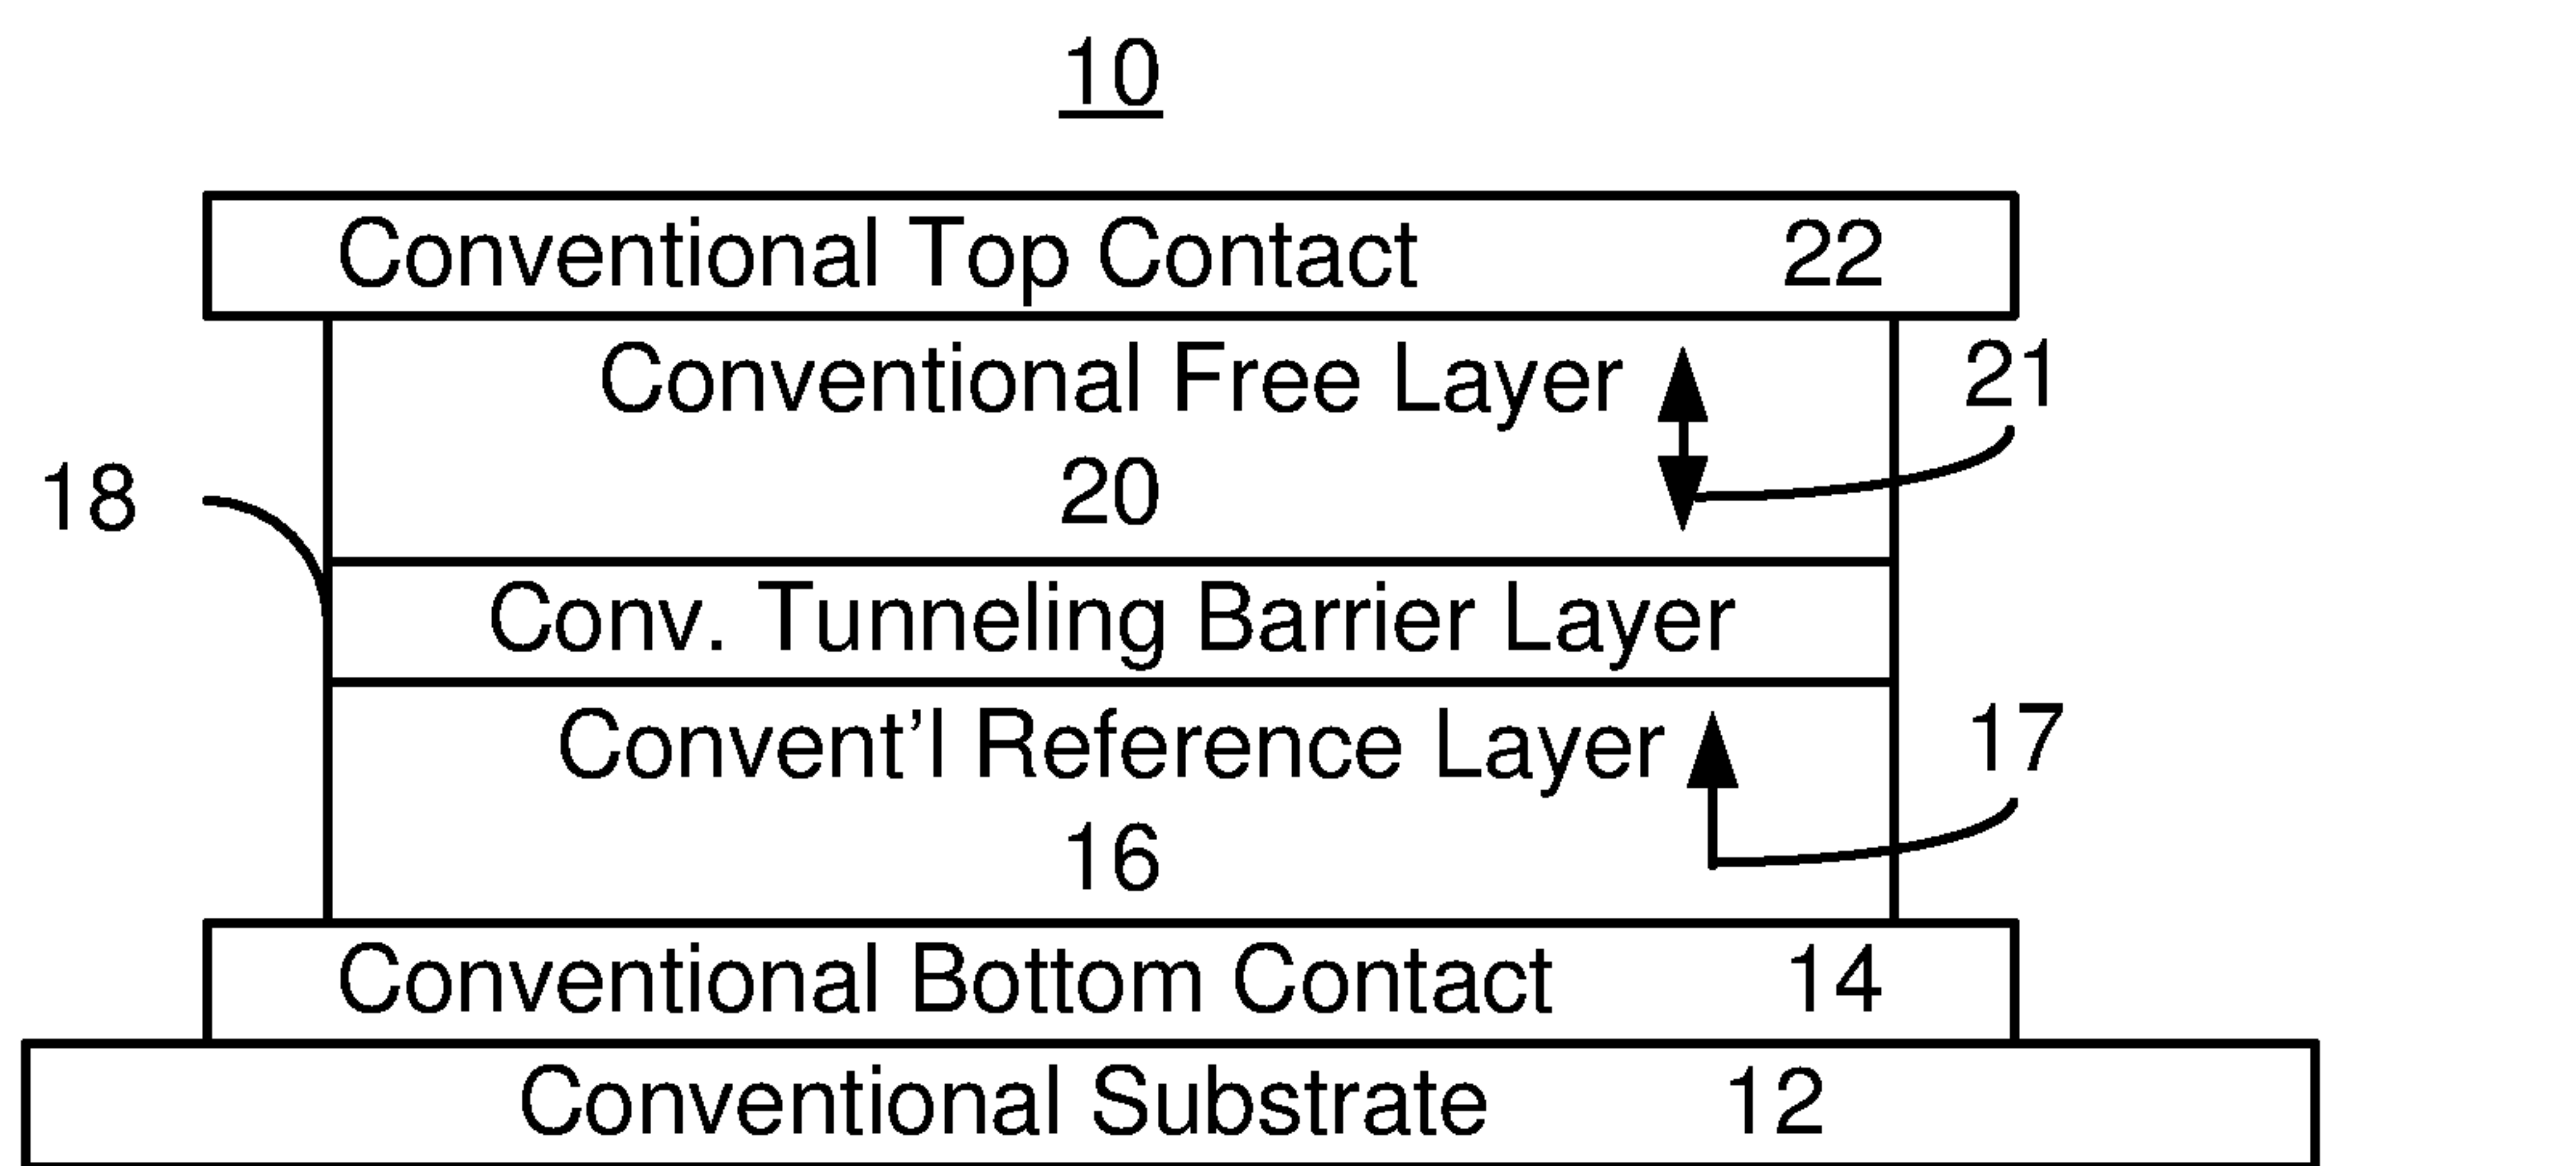 10
Conventional Top Contact 22
Conventional Free Layer
21
20
18
Conv. Tunneling Barrier Layer
Convent'l Reference Layer
17
16
Conventional Bottom Contact 14
Conventional Substrate 12